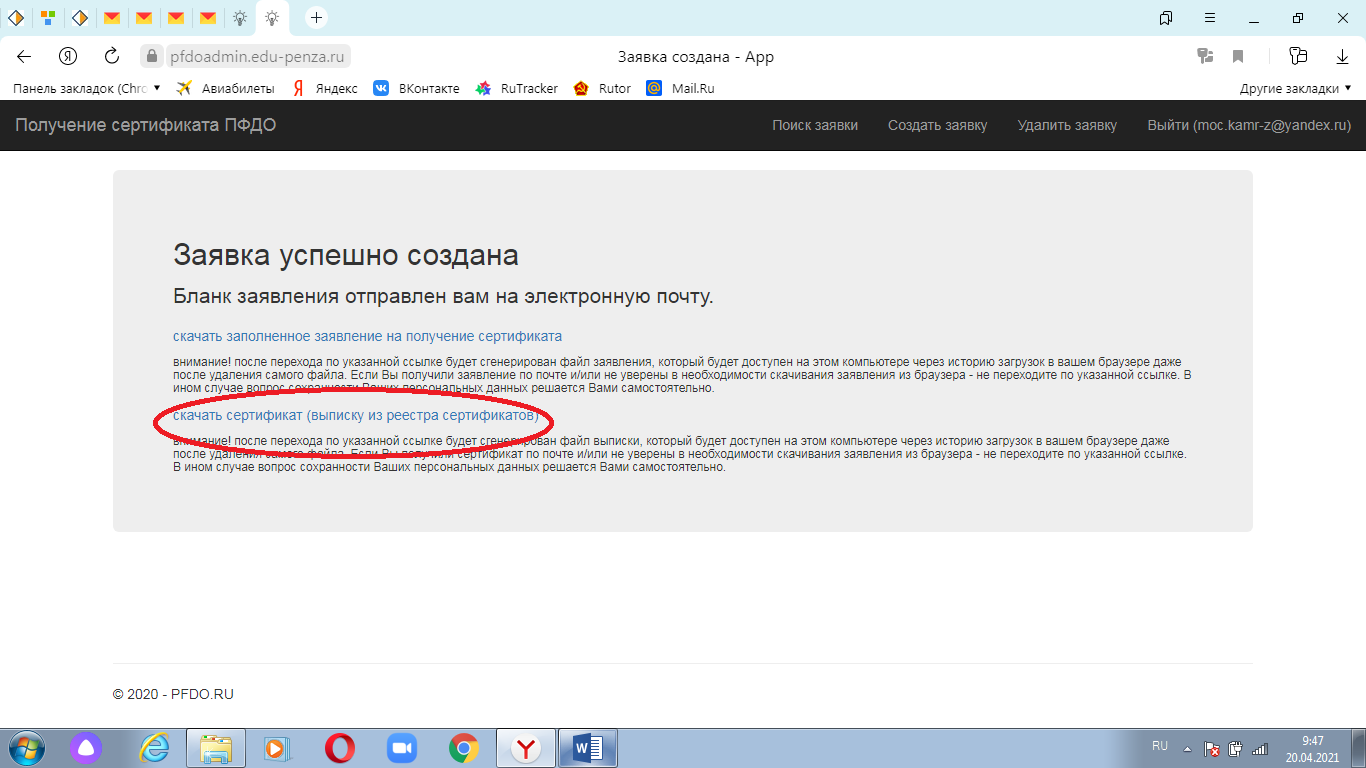 pfdoadmin.edu-penza.ru
Заявка создана - App
Панель закладок (Chro
Авиабилеты
Яндекс
ВКонтакте
RuTracker
Rutor
Mail.Ru
Другие закладки
Получение сертификата ПФДО
Поиск заявки
Создать заявку
Удалить заявку
Выйти (moc.kamr-z@yandex.ru)
Заявка успешно создана
Бланк заявления отправлен вам на электронную почту.
скачать заполненное заявление на получение сертификата
внимание! после перехода по указанной ссылке будет сгенерирован файл заявления, который будет доступен на этом компьютере через историю загрузок в вашем браузере даже
после удаления самого файла. Если Вы получили заявление по почте и/или не уверены в необходимости скачивания заявления из браузера - не переходите по указанной ссылке. В
ином случае вопрос сохранности Ваших персональных данных решается Вами самостоятельно.
скачать сертификат (выписку из реестра сертификатов)
внимание! после перехода по указанной ссылке будет сгенерирован файл выписки, который будет доступен на этом компьютере через историю загрузок в вашем браузере даже
после удаления самого файла. Если Вы получили сертификат по почте и/или не уверены в необходимости скачивания заявления из браузера - не переходите по указанной ссылке.
В ином случае вопрос сохранности Ваших персональных данных решается Вами самостоятельно.
© 2020 - PFDO.RU
RU
9:47
20.04.2021